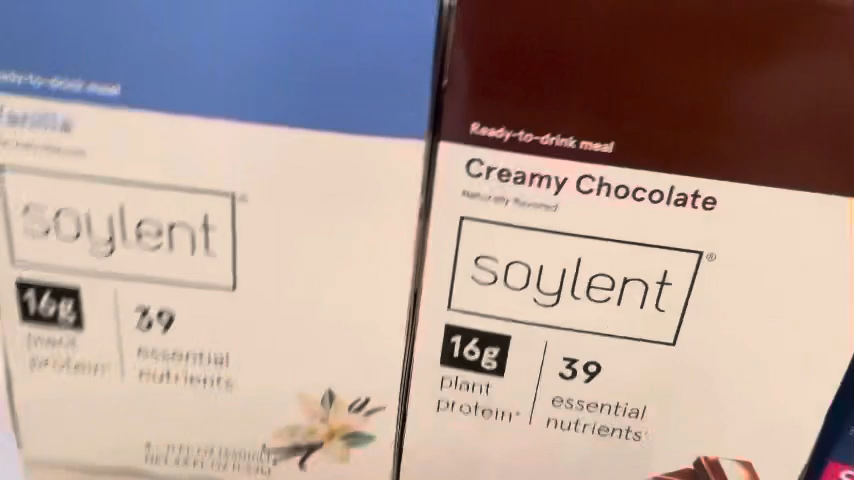 Ready-to-drink meal
Vanilla
soylent
16g
plant
protein
39
essential
nutrients
Ready-to-drink meal
Creamy Chocolate
Naturally flavored
soylent®
16g
plant
protein*
39
essential
nutrients